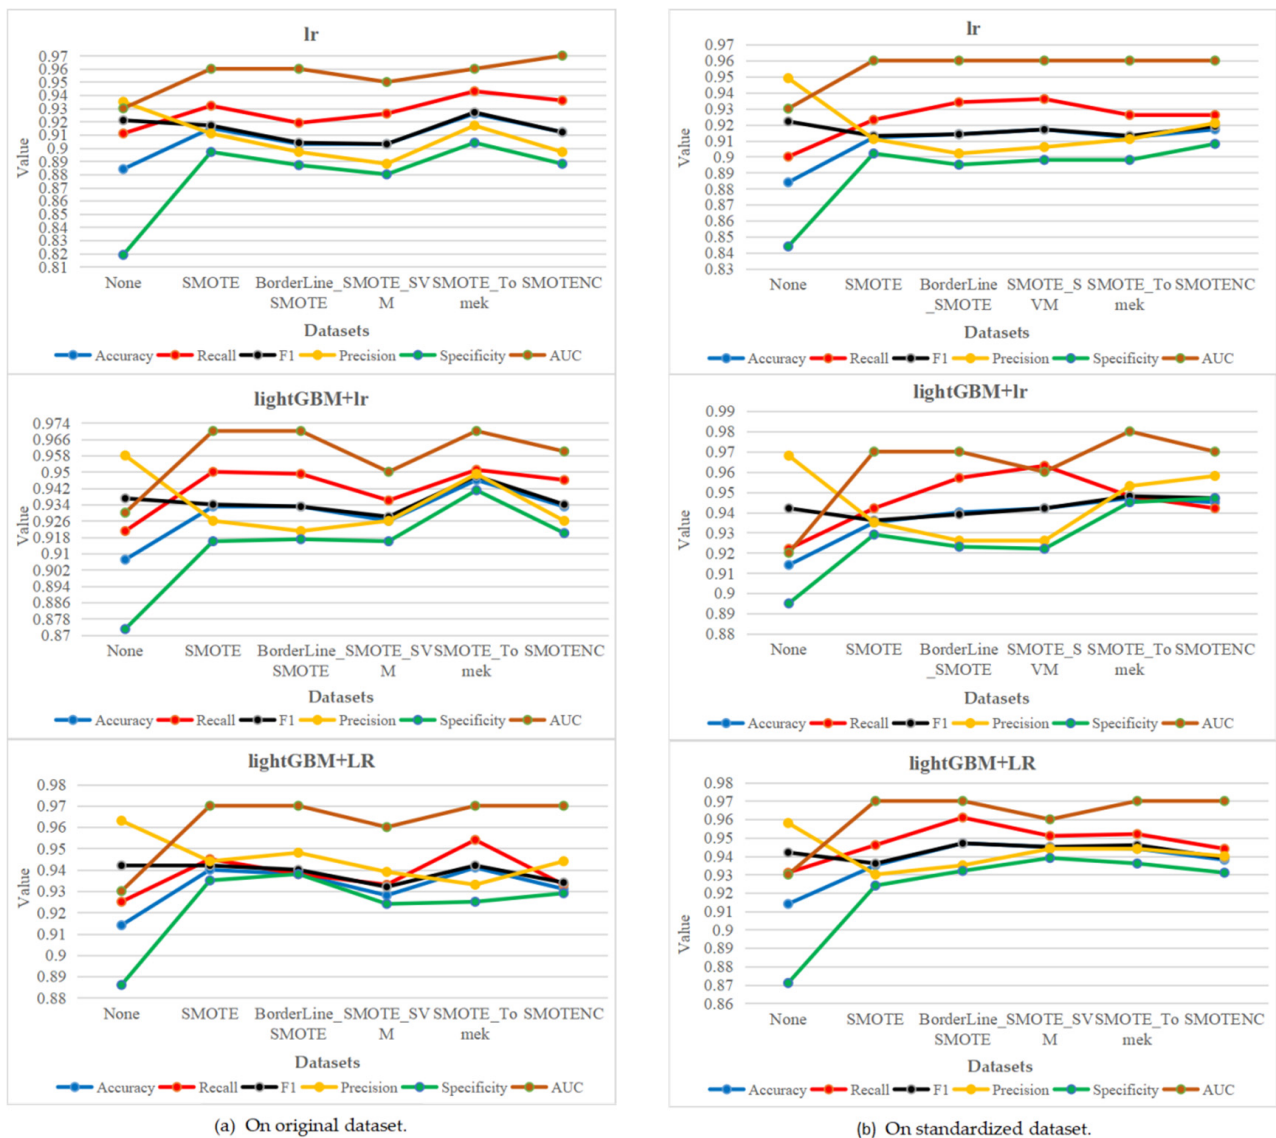 lr
0.97
0.96
0.95
0.94
0.93
0.92
0.91
0.9
0.89
0.88
0.87
0.86
0.85
0.84
0.83
0.82
0.81
Value
None SMOTE BorderLine_SMOTE_SVSMOTE_To SMOTENC
SMOTE M mek
Datasets
Accuracy Recall F1 Precision Specificity AUC
lightGBM+lr
0.974
0.966
0.958
0.95
0.942
0.934
0.926
0.918
0.91
0.902
0.894
0.886
0.878
0.87
Value
None SMOTE BorderLine_SMOTE_SVSMOTE_To SMOTENC
SMOTE M mek
Datasets
Accuracy Recall F1 Precision Specificity AUC
lightGBM+LR
0.98
0.97
0.96
0.95
0.94
0.93
0.92
0.91
0.9
0.89
0.88
Value
None SMOTE BorderLine_SMOTE_SVSMOTE_To SMOTENC
SMOTE M mek
Datasets
Accuracy Recall F1 Precision Specificity AUC
(a) On original dataset.
lr
0.97
0.96
0.95
0.94
0.93
0.92
0.91
0.9
0.89
0.88
0.87
0.86
0.85
0.84
0.83
Value
None SMOTE BorderLine SMOTE_S SMOTE_To SMOTENC
_SMOTE VM mek
Datasets
Accuracy Recall F1 Precision Specificity AUC
lightGBM+lr
0.99
0.98
0.97
0.96
0.95
0.94
0.93
0.92
0.91
0.9
0.89
0.88
Value
None SMOTE BorderLine SMOTE_S SMOTE_To SMOTENC
_SMOTE VM mek
Datasets
Accuracy Recall F1 Precision Specificity AUC
lightGBM+LR
0.98
0.97
0.96
0.95
0.94
0.93
0.92
0.91
0.9
0.89
0.88
0.87
0.86
Value
None SMOTE BorderLine_SMOTE_SVSMOTE_To SMOTENC
SMOTE M mek
Datasets
Accuracy Recall F1 Precision Specificity AUC
(b) On standardized dataset.